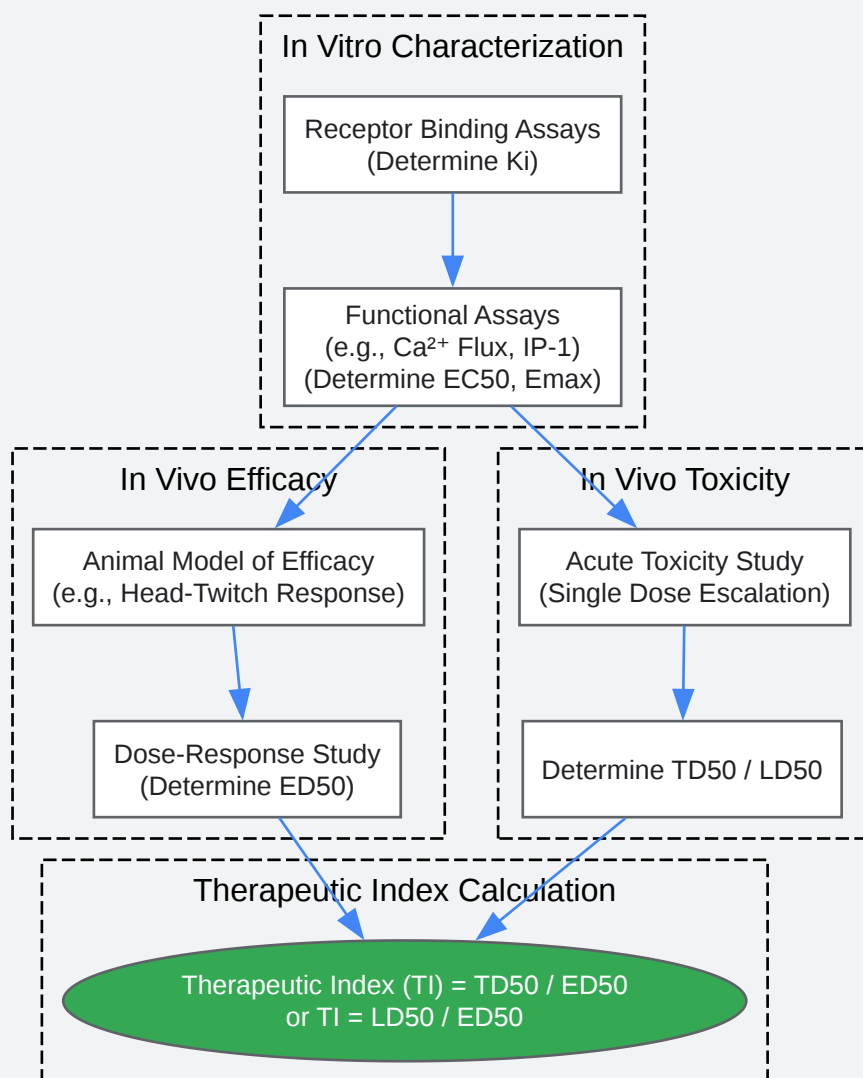 In Vitro Characterization
Receptor Binding Assays
(Determine Ki)
Functional Assays
(e.g., Ca²⁺ Flux, IP-1)
(Determine EC50, Emax)
In Vivo Efficacy
Animal Model of Efficacy
(e.g., Head-Twitch Response)
Dose-Response Study
(Determine ED50)
In Vivo Toxicity
Acute Toxicity Study
(Single Dose Escalation)
Determine TD50 / LD50
Therapeutic Index Calculation
Therapeutic Index (TI) = TD50 / ED50
or TI = LD50 / ED50